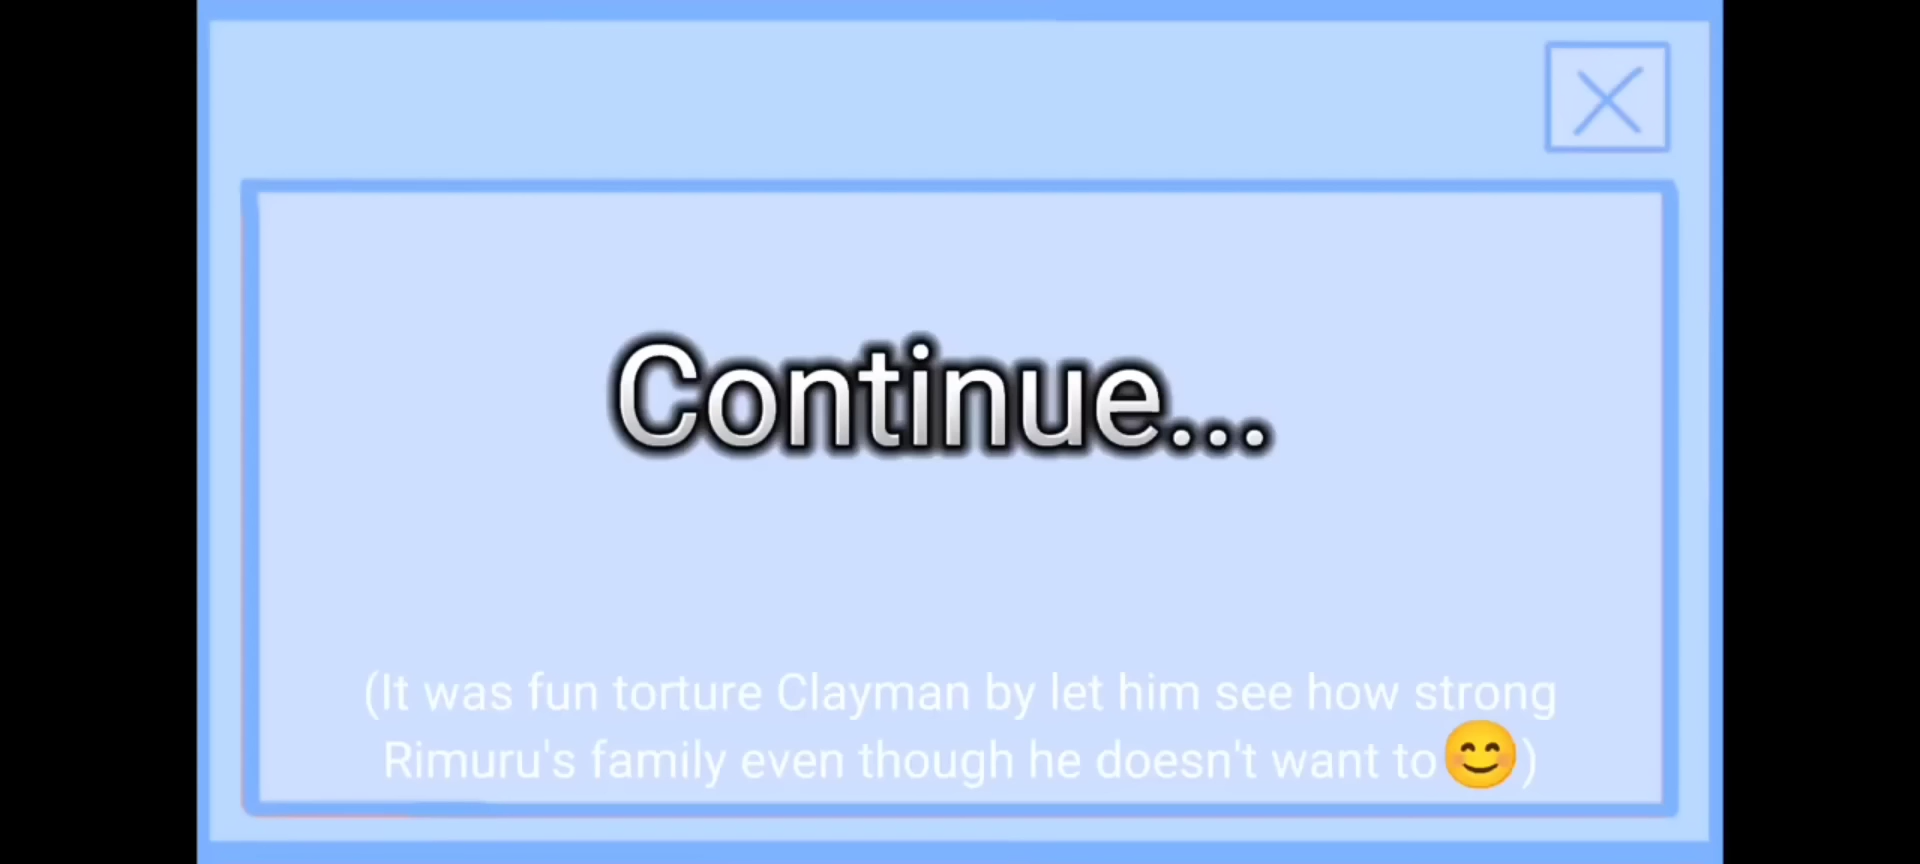 Continue...
(It was fun torture Clayman by let him see how strong
Rimuru's family even though he doesn't want to😊)